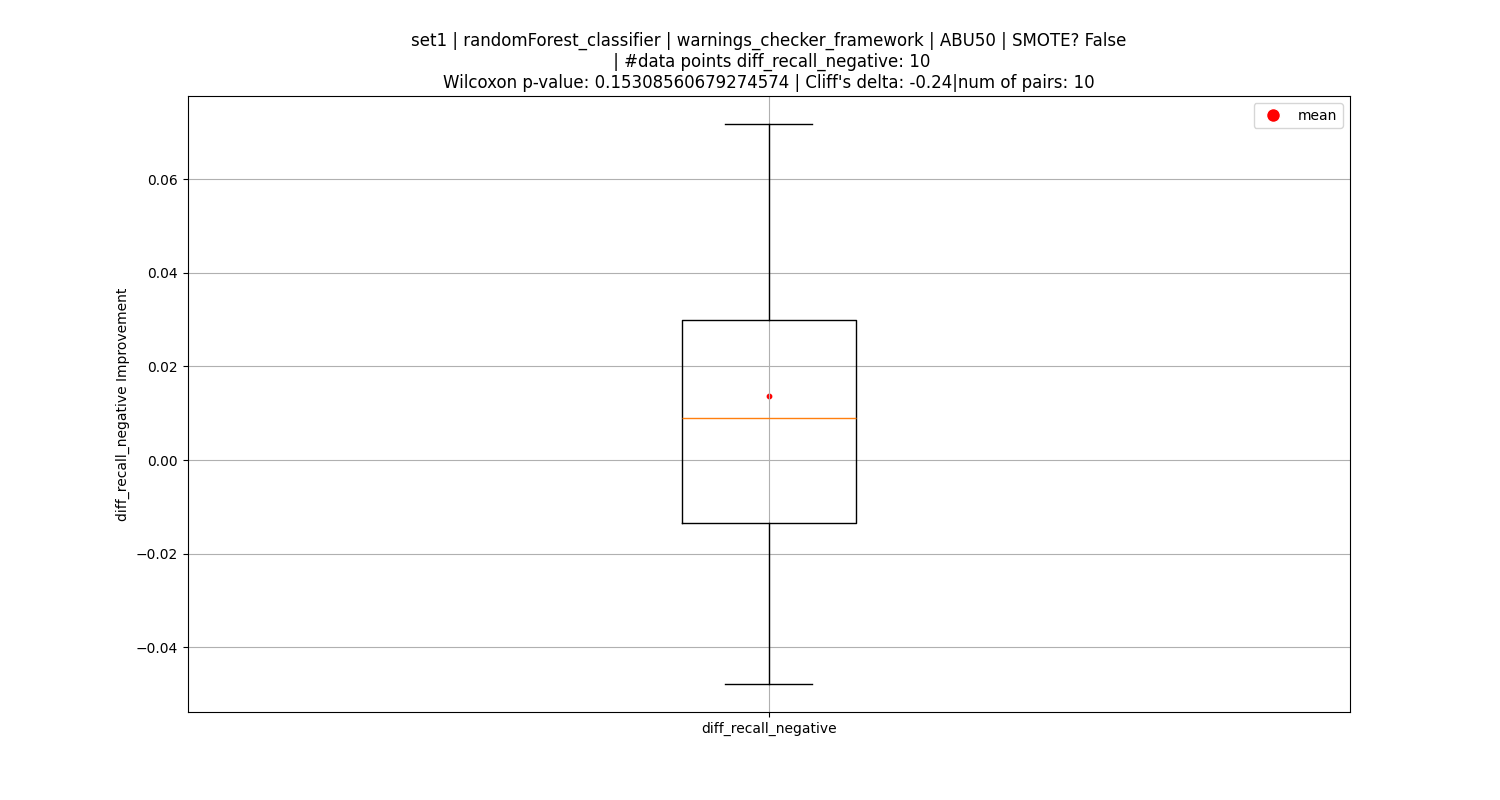 set1 | randomForest_classifier | warnings_checker_framework | ABU50 | SMOTE? False
| #data points diff_recall_negative: 10
Wilcoxon p-value: 0.15308560679274574 | Cliff's delta: -0.24|num of pairs: 10
mean
0.06
0.04
0.02
0.00
−0.02
−0.04
diff_recall_negative Improvement
diff_recall_negative